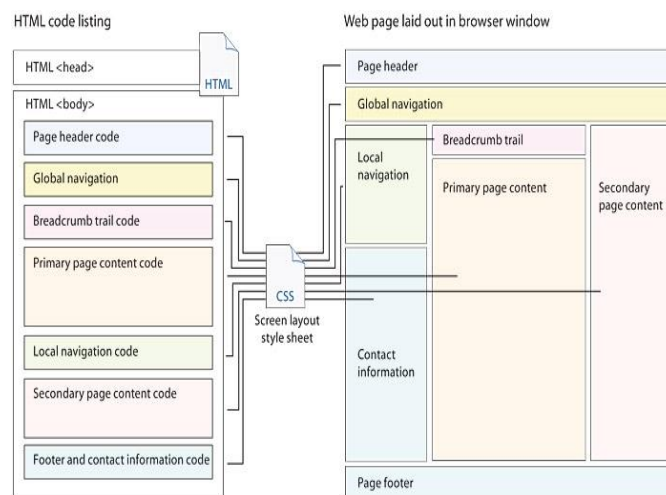 HTML code listing
HTML <head>
HTML
HTML <body>
Page header code
Global navigation
Breadcrumb trail code
Primary page content code
Local navigation code
Secondary page content code
Footer and contact information code
CSS
Screen layout
style sheet
Web page laid out in browser window
Page header
Global navigation
Local
navigation
Breadcrumb trail
Primary page content
Secondary
page content
Contact
information
Page footer